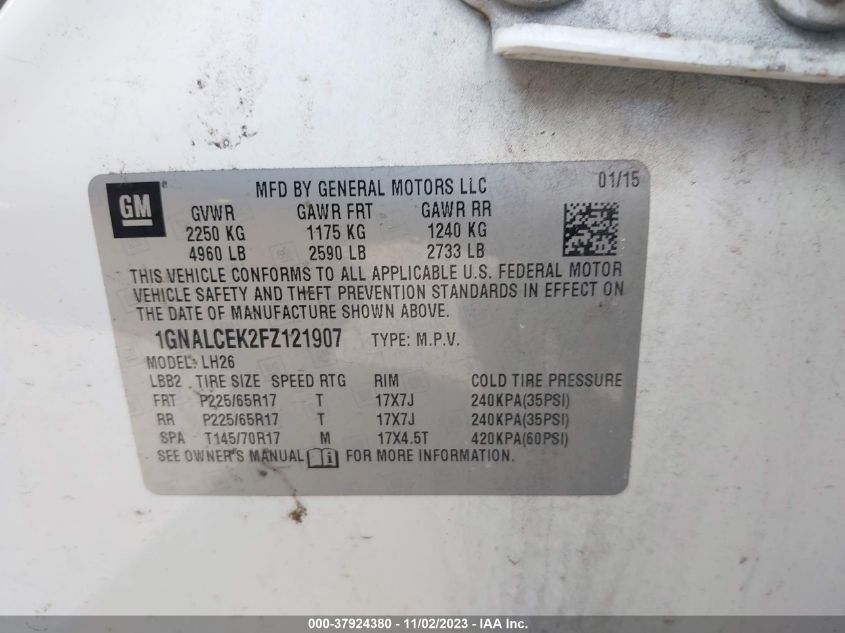 GM ® MFD BY GENERAL MOTORS LLC 01/15
GVWR GAWR FRT GAWR RR
2250 KG 1175 KG 1240 KG
4960 LB 2590 LB 2733 LB
THIS VEHICLE CONFORMS TO ALL APPLICABLE U.S. FEDERAL MOTOR
VEHICLE SAFETY AND THEFT PREVENTION STANDARDS IN EFFECT ON
THE DATE OF MANUFACTURE SHOWN ABOVE.
1GNALCEK2FZ121907 TYPE: M.P.V.
MODEL: LH26
LBB2 TIRE SIZE SPEED RTG RIM COLD TIRE PRESSURE
FRT P225/65R17 T 17X7J 240KPA(35PSI)
RR P225/65R17 T 17X7J 240KPA(35PSI)
SPA T145/70R17 M 17X4.5T 420KPA(60PSI)
SEE OWNER'S MANUAL FOR MORE INFORMATION.
000-37924380 - 11/02/2023 - IAA Inc.